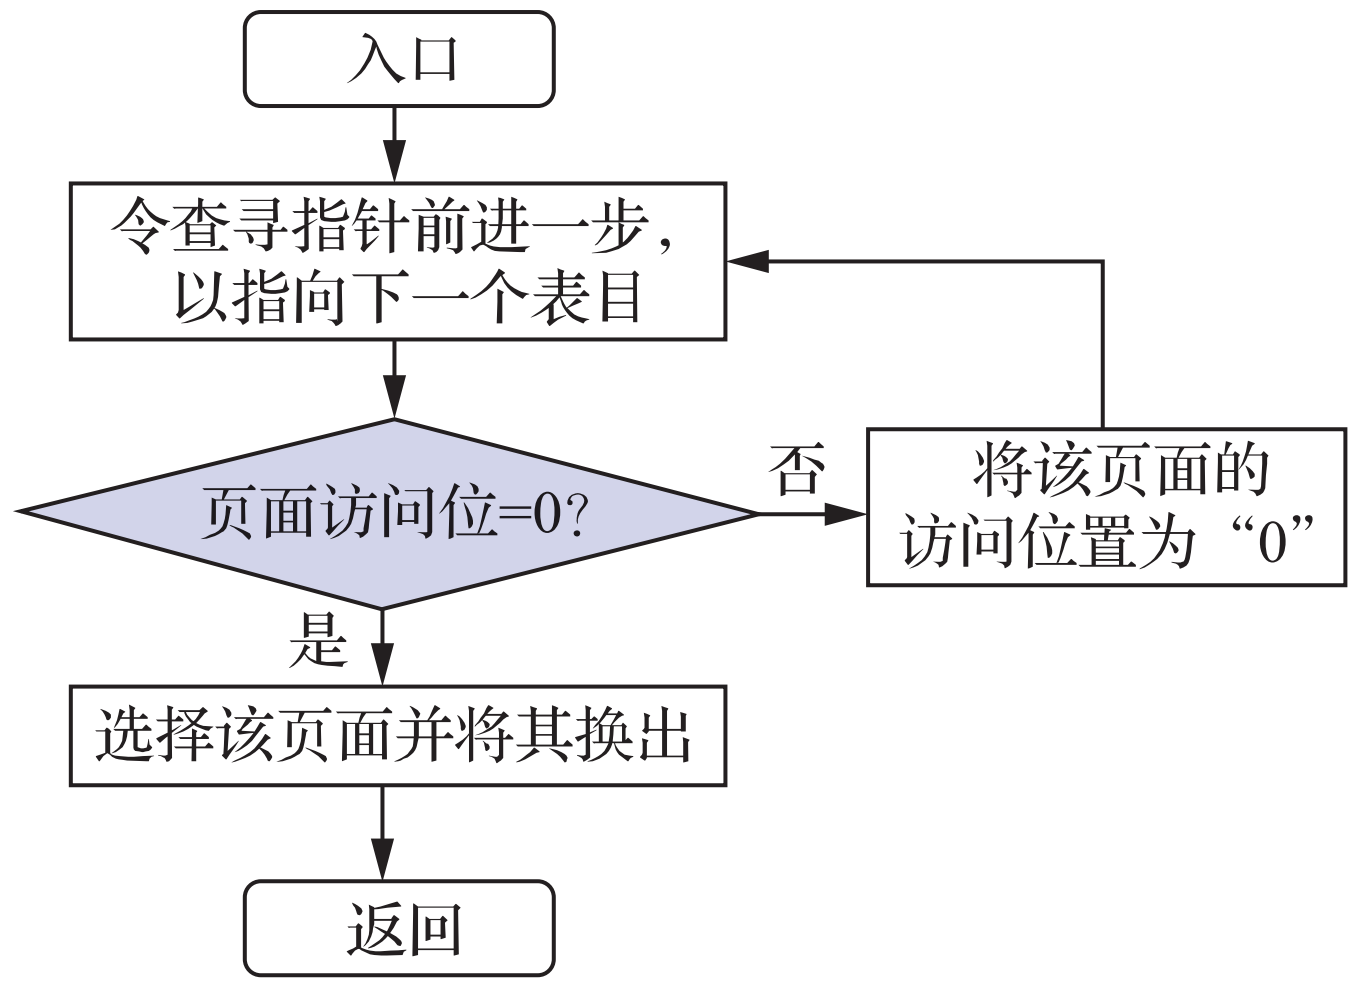 入口
令查寻指针前进一步，
以指向下一个表目
页面访问位=0?
否
将该页面的
访问位置为“0”
是
选择该页面并将其换出
返回